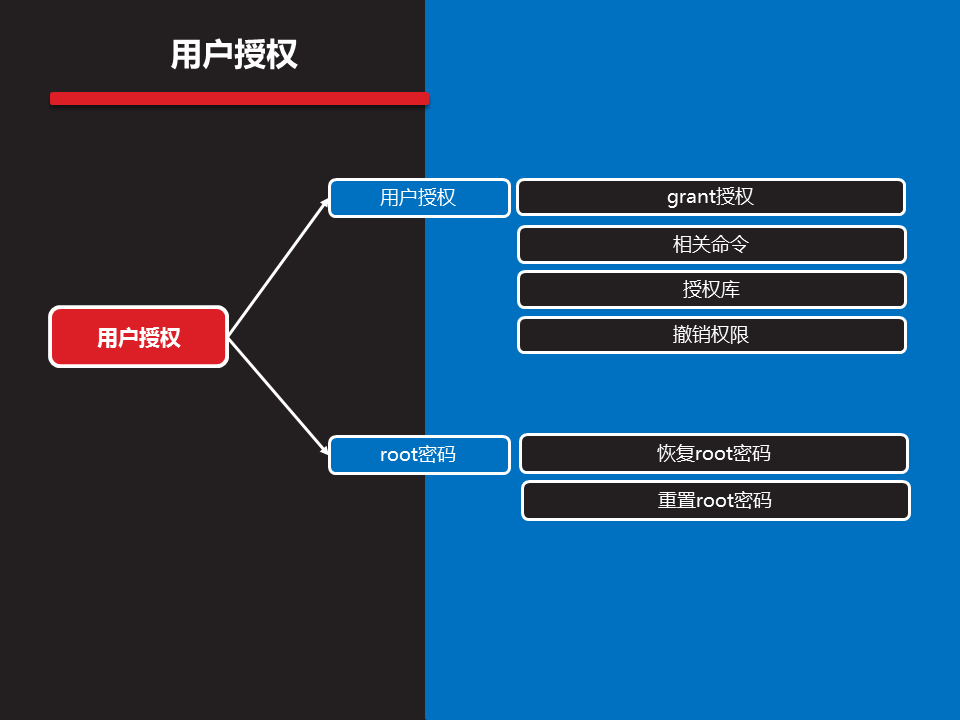 用户授权
用户授权
grant授权
相关命令
授权库
撤销权限
用户授权
root密码
恢复root密码
重置root密码